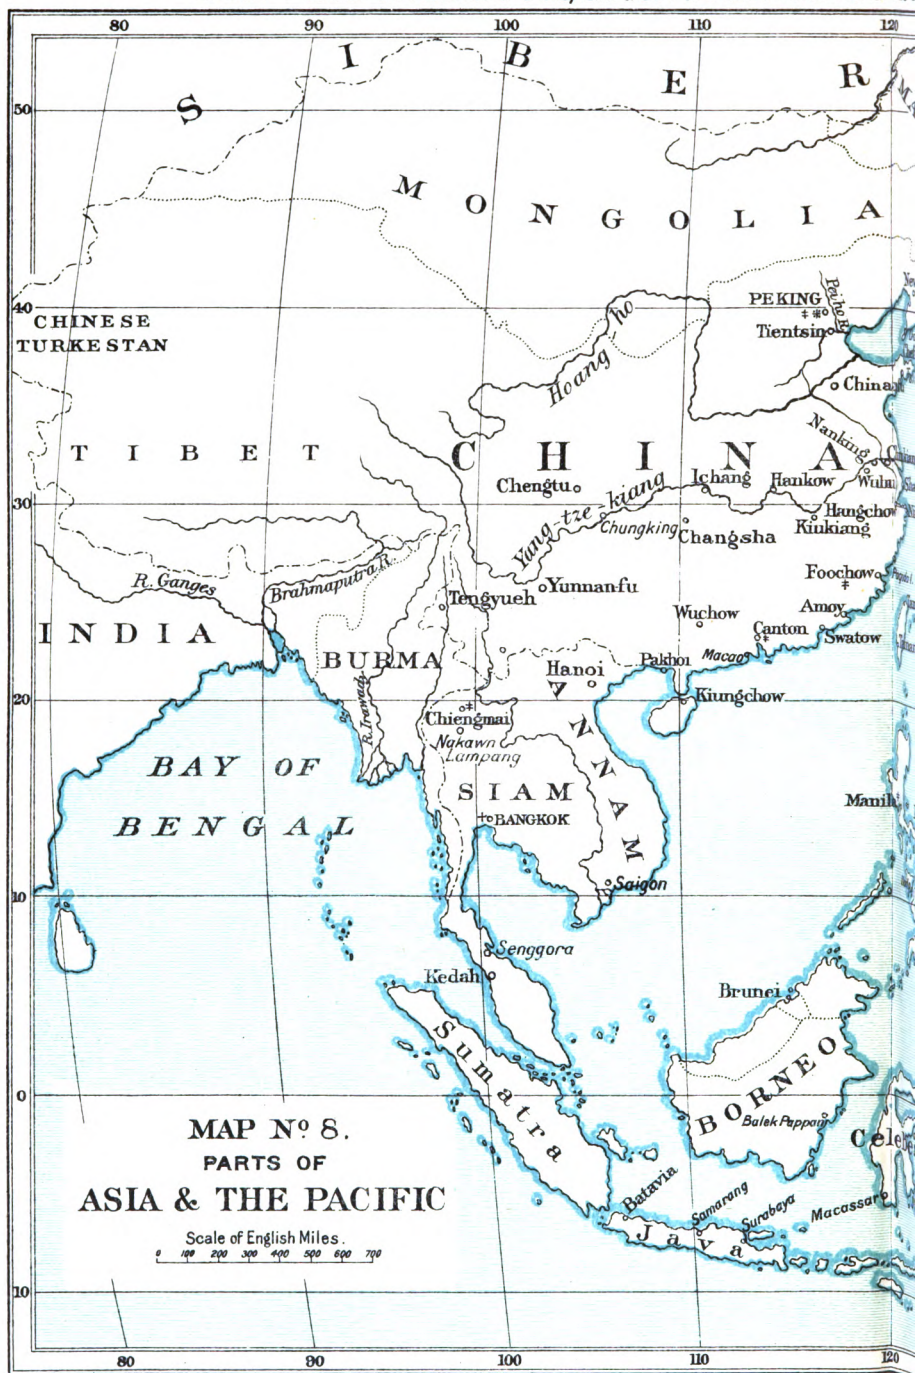 80 90 100 110 120
S I B E R
50
MONGOLIA
40
PEKING
Pei ho R.
Tientsin
CHINESE
TURKESTAN
Hoang-ho
Nanking
TIBET
CHINA
Chengtu
Ichang
Hankow
Wuhu
30
Yang-tze-kiang
Chungking
Changsha
Hangchow
Kiukiang
R. Ganges
Brahmaputra R.
Tengyueh
Yunnan-fu
Foochow
INDIA
Wuchow
Amoy
Canton
Swatow
BURMA
Hanoi
Pakhoi
Macao
20
R. Irawadi
Chiengmai
Kiungchow
Nakawn
Lampang
ANNAM
BAY OF
BENGAL
SIAM
BANGKOK
Saigon
10
Senggora
Kedah
Brunei
Sumatra
BORNEO
0
Balek Pappan
MAP No 8.
PARTS OF
ASIA & THE PACIFIC
Scale of English Miles.
0 100 200 300 400 500 600 700
Batavia
Samarang
Surabaya
Macassar
Java
10
80 90 100 110 120